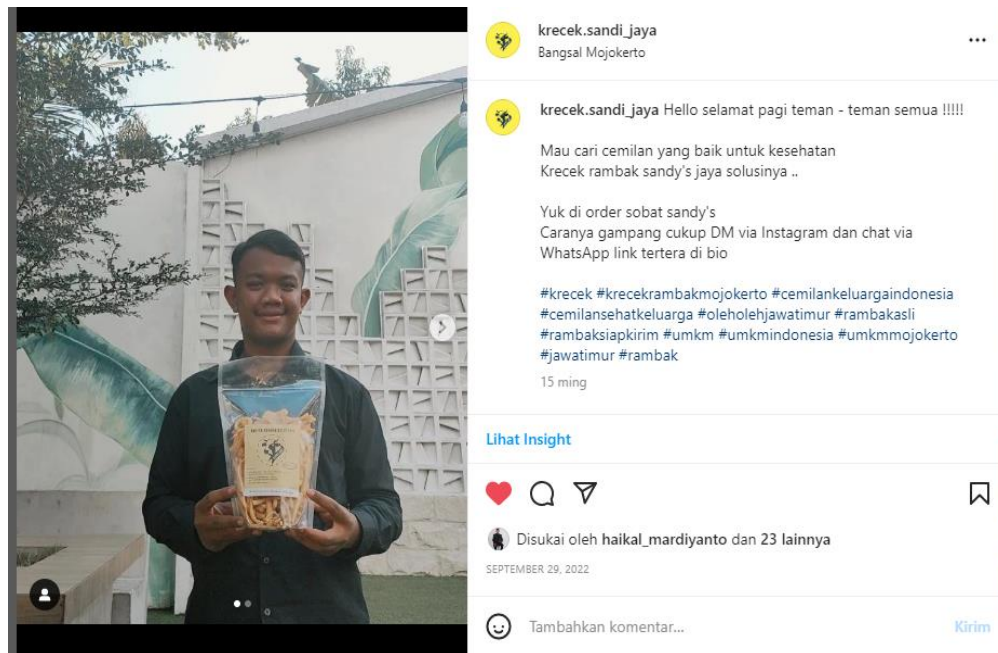 krecek.sandi_jaya
Bangsal Mojokerto
krecek.sandi_jaya Hello selamat pagi teman - teman semua !!!!!
Mau cari cemilan yang baik untuk kesehatan
Krecek rambak sandy's jaya solusinya ..
Yuk di order sobat sandy's
Caranya gampang cukup DM via Instagram dan chat via
WhatsApp link tertera di bio
#krecek #krecekrambakmojokerto #cemilankeluargaindonesia
#cemilansehatkeluarga #oleholehjawatimur #rambakasli
#rambaksiapkirim #umkm #umkmindonesia #umkmmojokerto
#jawatimur #rambak
15 ming
Lihat Insight
Disukai oleh haikal_mardiyanto dan 23 lainnya
SEPTEMBER 29, 2022
Tambahkan komentar...
Kirim